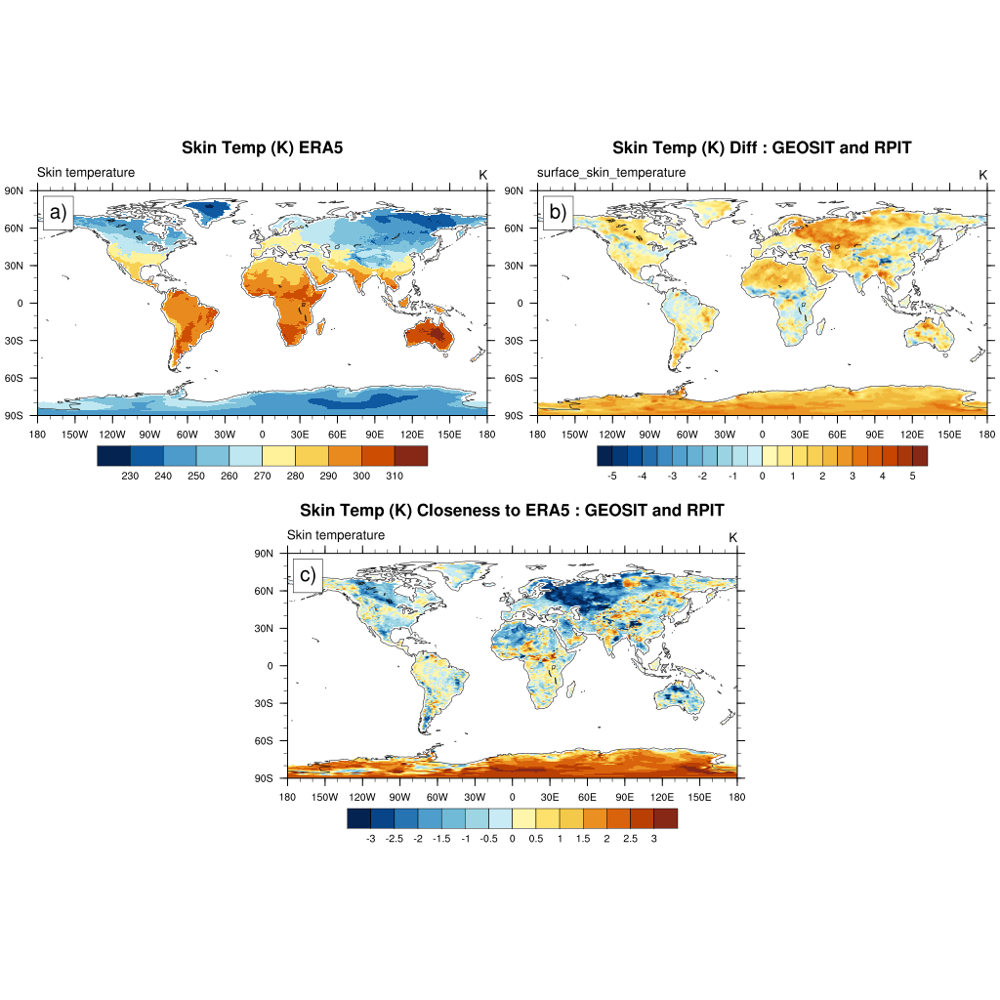 Skin Temp (K) ERA5
Skin temperature K
a)
90N
60N
30N
0
30S
60S
90S
180 150W 120W 90W 60W 30W 0 30E 60E 90E 120E 150E 180
230 240 250 260 270 280 290 300 310
Skin Temp (K) Diff : GEOSIT and RPIT
surface_skin_temperature K
b)
90N
60N
30N
0
30S
60S
90S
180 150W 120W 90W 60W 30W 0 30E 60E 90E 120E 150E 180
-5 -4 -3 -2 -1 0 1 2 3 4 5
Skin Temp (K) Closeness to ERA5 : GEOSIT and RPIT
Skin temperature K
c)
90N
60N
30N
0
30S
60S
90S
180 150W 120W 90W 60W 30W 0 30E 60E 90E 120E 150E 180
-3 -2.5 -2 -1.5 -1 -0.5 0 0.5 1 1.5 2 2.5 3